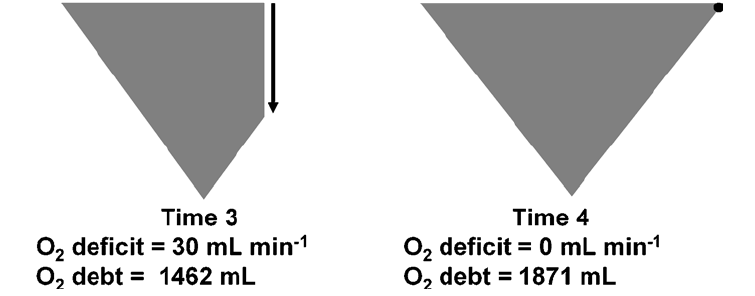 Time 3
O₂ deficit = 30 mL min⁻¹
O₂ debt = 1462 mL
Time 4
O₂ deficit = 0 mL min⁻¹
O₂ debt = 1871 mL